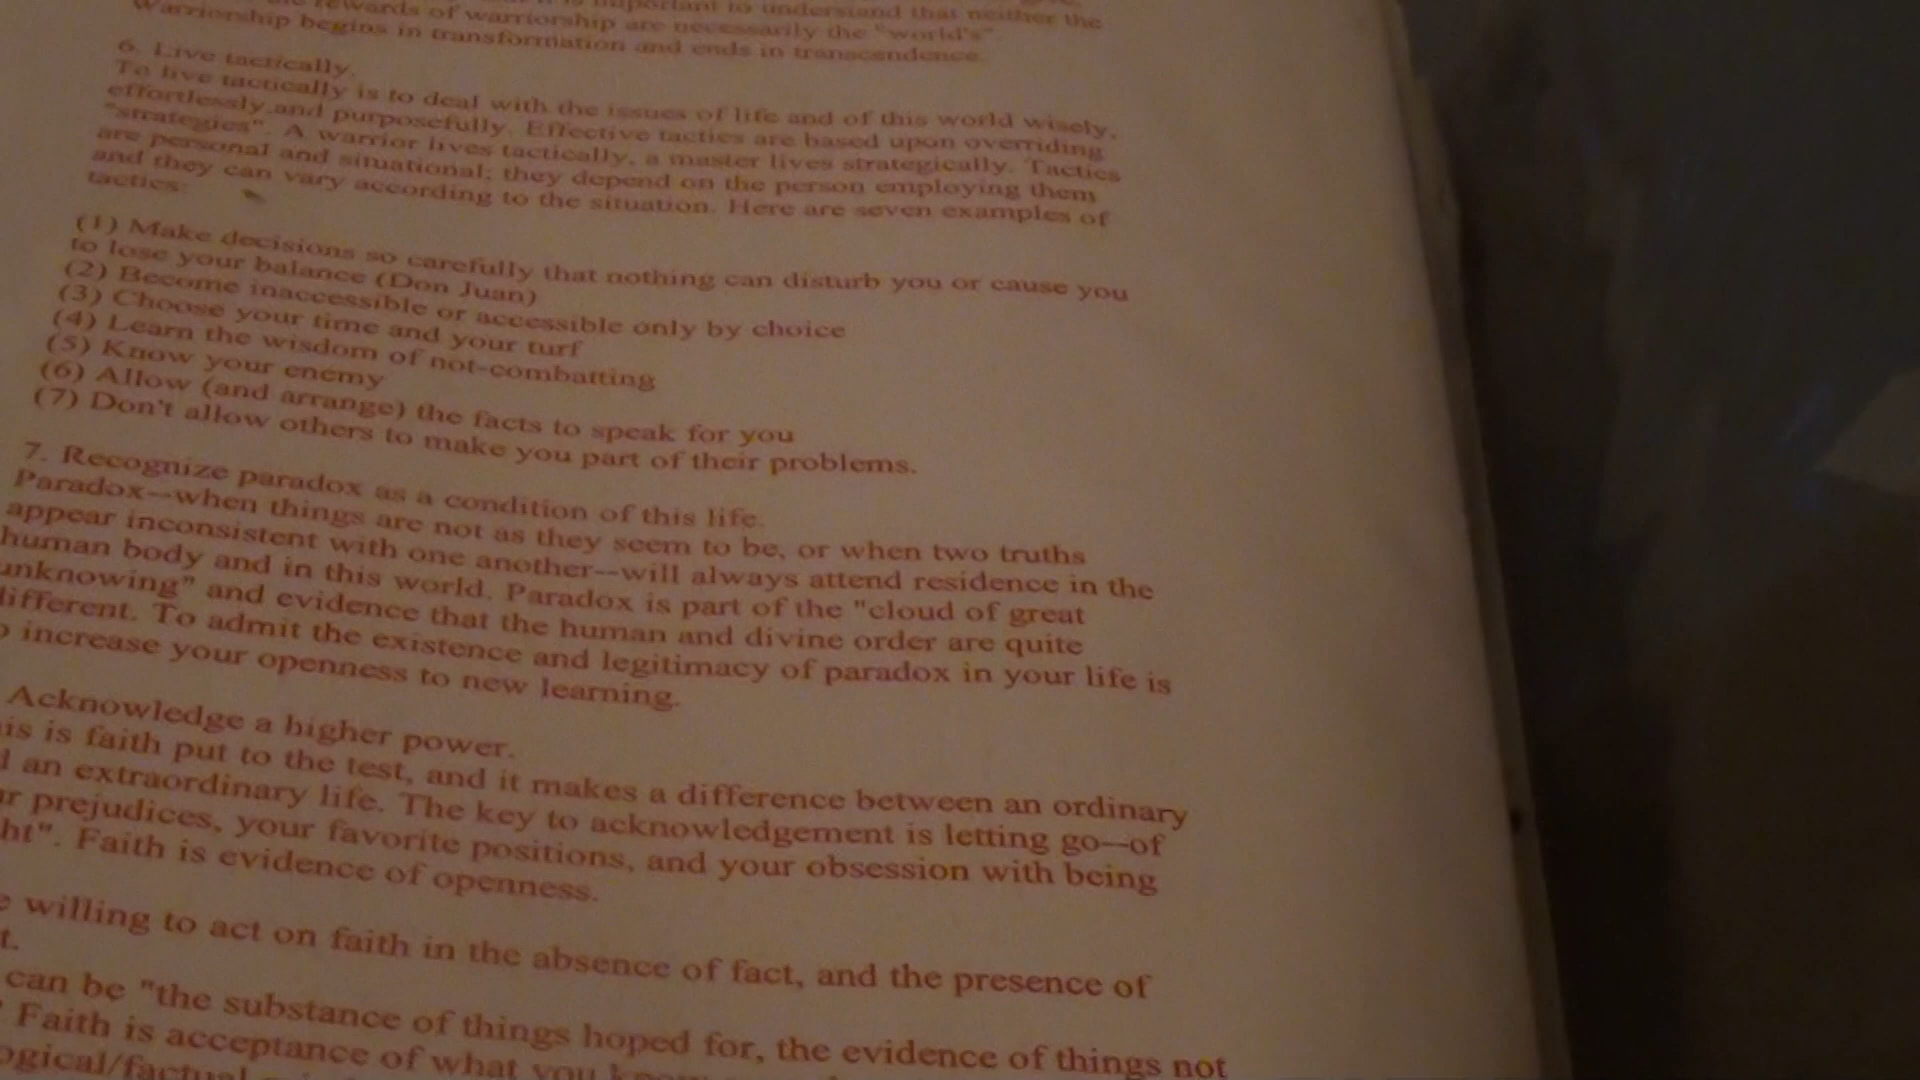 rewards of warriorship are necessarily the "world's"
important to understand that neither the
Warriorship begins in transformation and ends in transcendence.
6. Live tactically.
To live tactically is to deal with the issues of life and of this world wisely,
effortlessly and purposefully. Effective tactics are based upon overriding
"strategies". A warrior lives tactically, a master lives strategically. Tactics
are personal and situational; they depend on the person employing them
and they can vary according to the situation. Here are seven examples of
tactics:
(1) Make decisions so carefully that nothing can disturb you or cause you
to lose your balance (Don Juan)
(2) Become inaccessible or accessible only by choice
(3) Choose your time and your turf
(4) Learn the wisdom of not-combatting
(5) Know your enemy
(6) Allow (and arrange) the facts to speak for you
(7) Don't allow others to make you part of their problems.
7. Recognize paradox as a condition of this life.
Paradox--when things are not as they seem to be, or when two truths
appear inconsistent with one another--will always attend residence in the
human body and in this world. Paradox is part of the "cloud of great
unknowing" and evidence that the human and divine order are quite
different. To admit the existence and legitimacy of paradox in your life is
increase your openness to new learning.
Acknowledge a higher power.
is faith put to the test, and it makes a difference between an ordinary
an extraordinary life. The key to acknowledgement is letting go--of
prejudices, your favorite positions, and your obsession with being
Faith is evidence of openness.
willing to act on faith in the absence of fact, and the presence of
can be "the substance of things hoped for, the evidence of things not
Faith is acceptance of what you